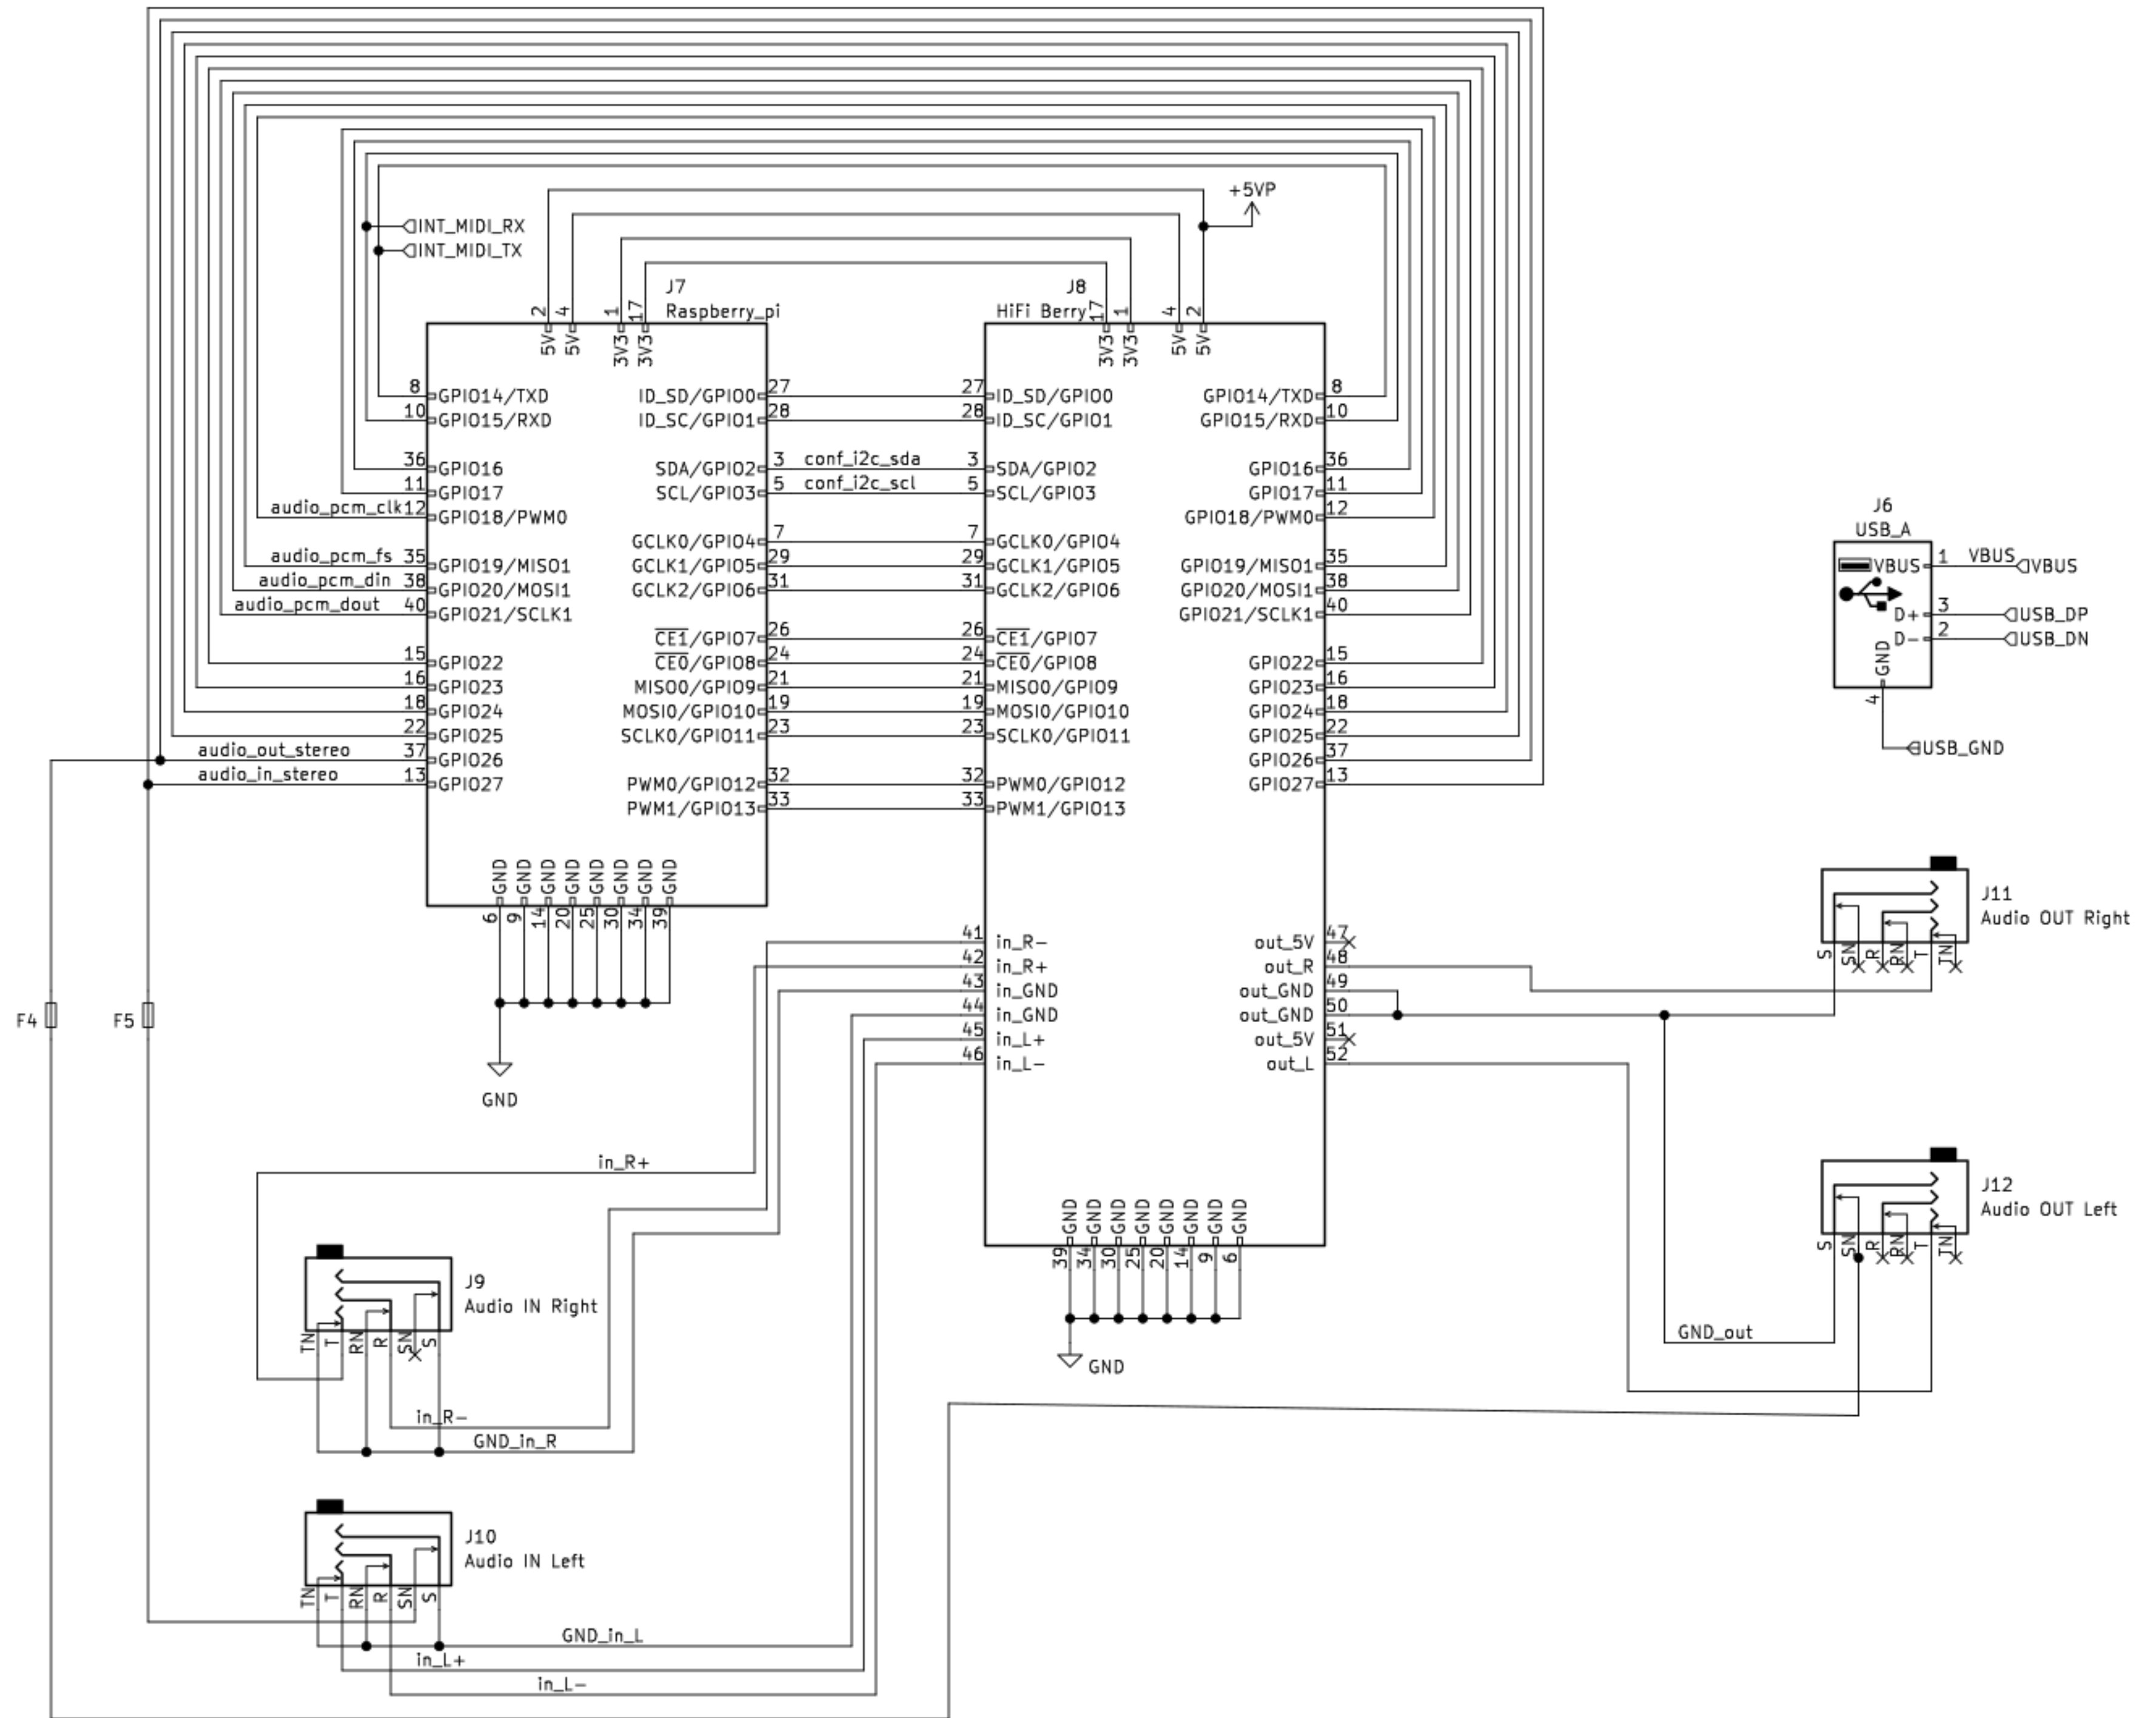 +5VP
INT_MIDI_RX
INT_MIDI_TX
J7
Raspberry_pi
2 4 1 17
5V 5V 3V3 3V3
8 GPIO14/TXD
10 GPIO15/RXD
36 GPIO16
11 GPIO17
audio_pcm_clk 12 GPIO18/PWM0
audio_pcm_fs 35 GPIO19/MISO1
audio_pcm_din 38 GPIO20/MOSI1
audio_pcm_dout 40 GPIO21/SCLK1
15 GPIO22
16 GPIO23
18 GPIO24
22 GPIO25
audio_out_stereo 37 GPIO26
audio_in_stereo 13 GPIO27
ID_SD/GPIO0 27
ID_SC/GPIO1 28
SDA/GPIO2 3 conf_i2c_sda
SCL/GPIO3 5 conf_i2c_scl
GCLK0/GPIO4 7
GCLK1/GPIO5 29
GCLK2/GPIO6 31
CE1/GPIO7 26
CE0/GPIO8 24
MISO0/GPIO9 21
MOSI0/GPIO10 19
SCLK0/GPIO11 23
PWM0/GPIO12 32
PWM1/GPIO13 33
GND GND GND GND GND GND GND GND
6 9 14 20 25 30 34 39
GND
F4
F5
J8
HiFi Berry
17 1 4 2
3V3 3V3 5V 5V
27 ID_SD/GPIO0
28 ID_SC/GPIO1
3 SDA/GPIO2
5 SCL/GPIO3
7 GCLK0/GPIO4
29 GCLK1/GPIO5
31 GCLK2/GPIO6
26 CE1/GPIO7
24 CE0/GPIO8
21 MISO0/GPIO9
19 MOSI0/GPIO10
23 SCLK0/GPIO11
32 PWM0/GPIO12
33 PWM1/GPIO13
41 in_R-
42 in_R+
43 in_GND
44 in_GND
45 in_L+
46 in_L-
GPIO14/TXD 8
GPIO15/RXD 10
GPIO16 36
GPIO17 11
GPIO18/PWM0 12
GPIO19/MISO1 35
GPIO20/MOSI1 38
GPIO21/SCLK1 40
GPIO22 15
GPIO23 16
GPIO24 18
GPIO25 22
GPIO26 37
GPIO27 13
out_5V 47
out_R 48
out_GND 49
out_GND 50
out_5V 51
out_L 52
GND GND GND GND GND GND GND GND
39 34 30 25 20 14 9 6
GND
J6
USB_A
VBUS 1 VBUS VBUS
D+ 3 USB_DP
D- 2 USB_DN
GND
4
USB_GND
J11
Audio OUT Right
S SN R RN T TN
J12
Audio OUT Left
S SN R RN T TN
GND_out
in_R+
J9
Audio IN Right
TN T RN R SN S
in_R-
GND_in_R
J10
Audio IN Left
TN T RN R SN S
GND_in_L
in_L+
in_L-